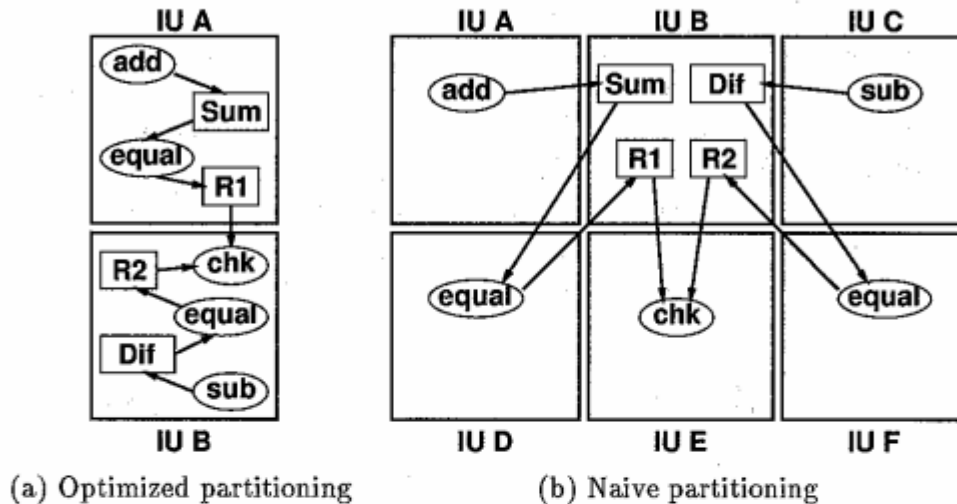 IU A
add
Sum
equal
R1
R2
chk
equal
Dif
sub
IU B
(a) Optimized partitioning
IU A IU B IU C
add Sum Dif sub
R1 R2
equal chk equal
IU D IU E IU F
(b) Naive partitioning